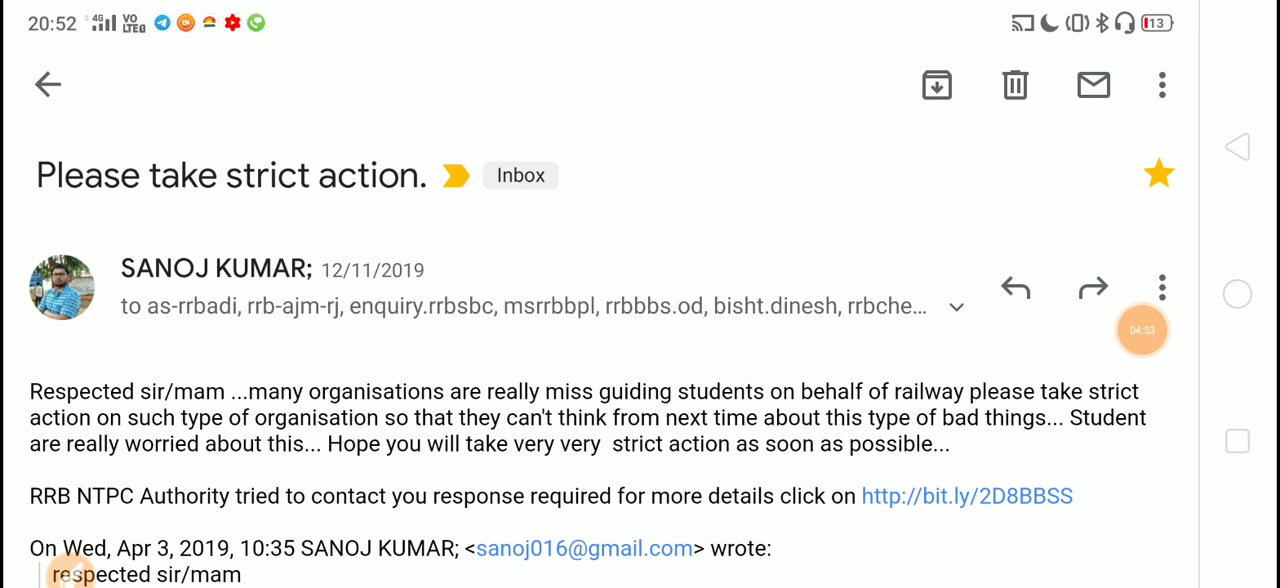 20:52 4G VO LTE 13
Please take strict action. Inbox
SANOJ KUMAR; 12/11/2019
to as-rrbadi, rrb-ajm-rj, enquiry.rrbsbc, msrrbbpl, rrbbbs.od, bisht.dinesh, rrbche...
04:53
Respected sir/mam ...many organisations are really miss guiding students on behalf of railway please take strict
action on such type of organisation so that they can't think from next time about this type of bad things... Student
are really worried about this... Hope you will take very very strict action as soon as possible...
RRB NTPC Authority tried to contact you response required for more details click on http://bit.ly/2D8BBSS
On Wed, Apr 3, 2019, 10:35 SANOJ KUMAR; <sanoj016@gmail.com> wrote:
respected sir/mam